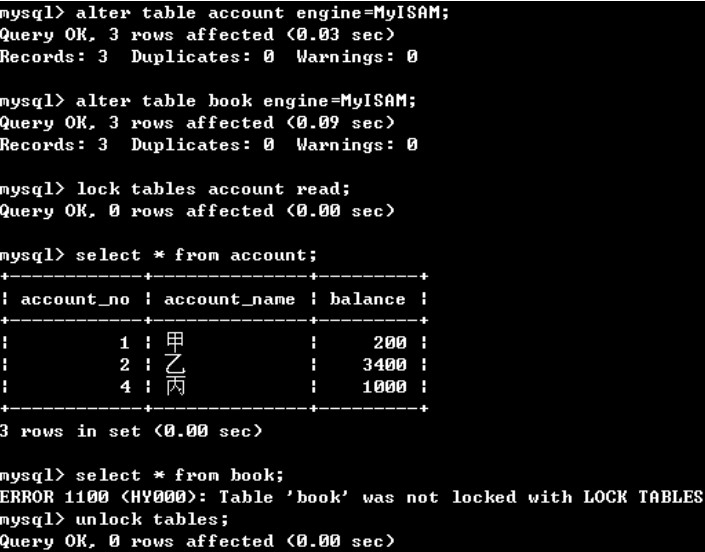 mysql> alter table account engine=MyISAM;
Query OK, 3 rows affected (0.03 sec)
Records: 3  Duplicates: 0  Warnings: 0
mysql> alter table book engine=MyISAM;
Query OK, 3 rows affected (0.09 sec)
Records: 3  Duplicates: 0  Warnings: 0
mysql> lock tables account read;
Query OK, 0 rows affected (0.00 sec)
mysql> select * from account;
+------------+--------------+---------+
| account_no | account_name | balance |
+------------+--------------+---------+
|          1 | 甲           |     200 |
|          2 | 乙           |    3400 |
|          4 | 丙           |    1000 |
+------------+--------------+---------+
3 rows in set (0.00 sec)
mysql> select * from book;
ERROR 1100 (HY000): Table 'book' was not locked with LOCK TABLES
mysql> unlock tables;
Query OK, 0 rows affected (0.00 sec)